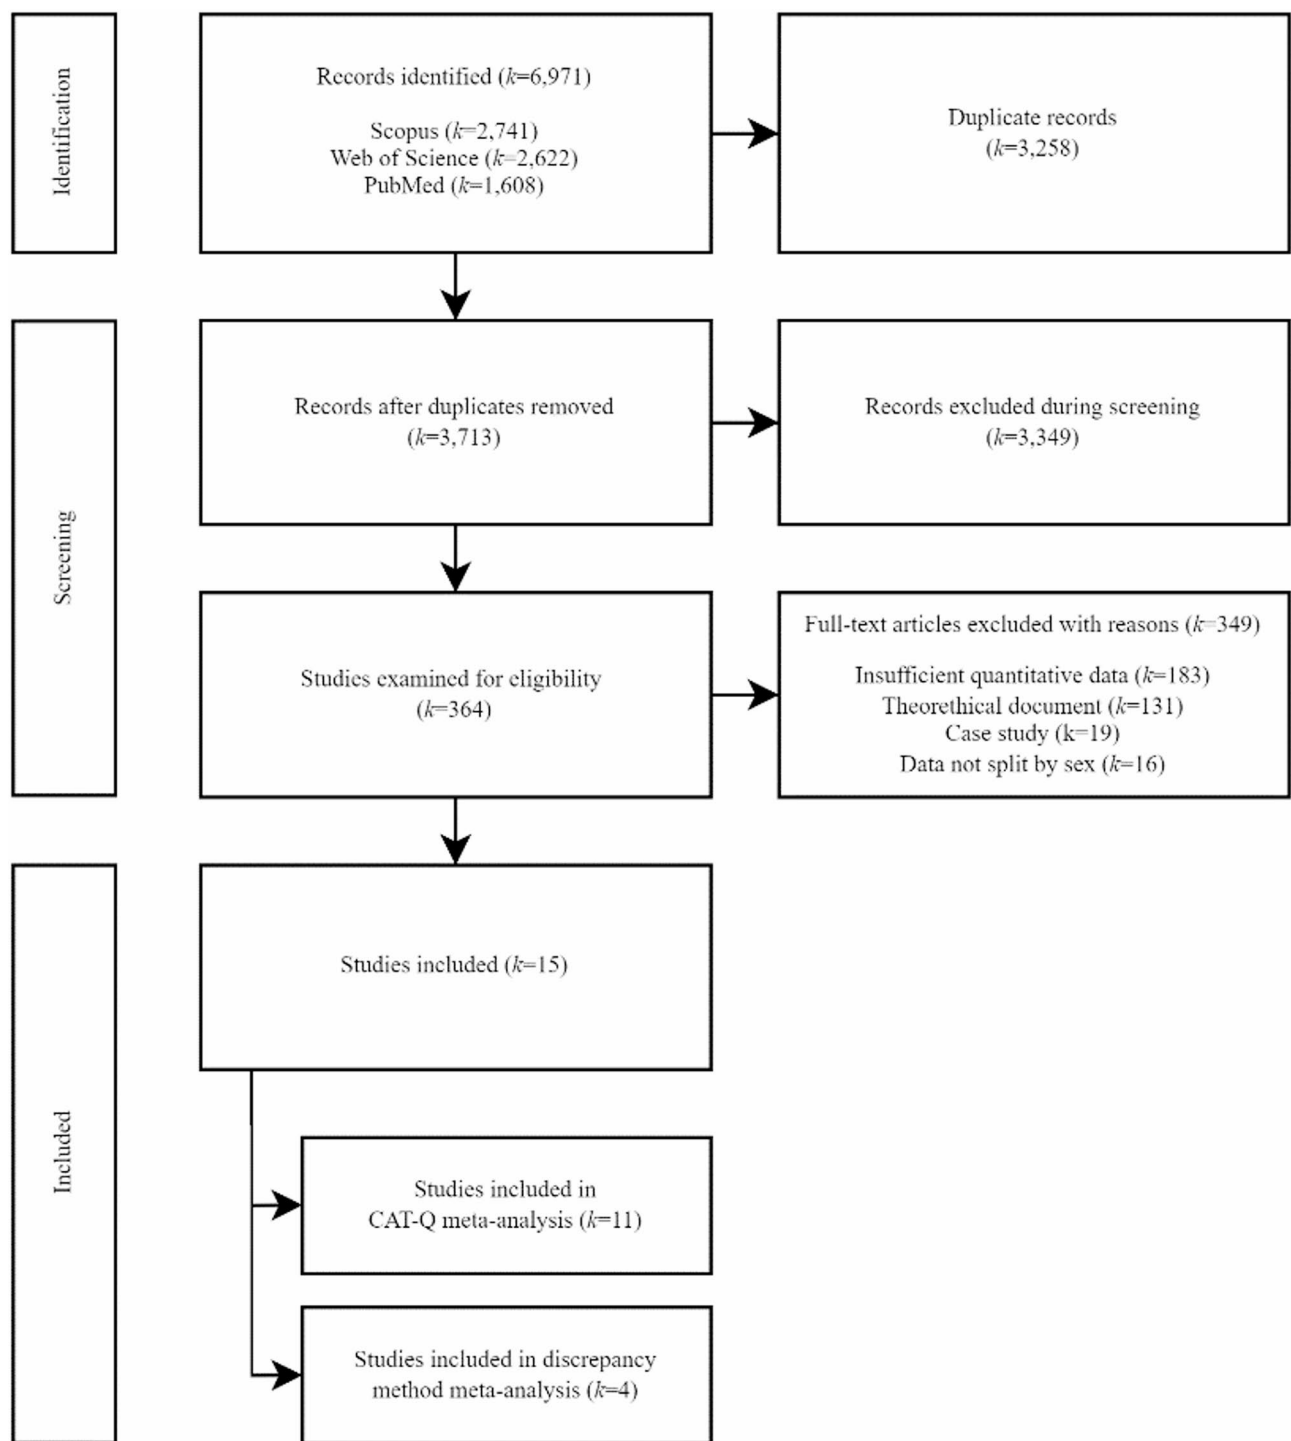 Identification
Records identified (k=6,971)
Scopus (k=2,741)
Web of Science (k=2,622)
PubMed (k=1,608)
Duplicate records
(k=3,258)
Screening
Records after duplicates removed
(k=3,713)
Records excluded during screening
(k=3,349)
Studies examined for eligibility
(k=364)
Full-text articles excluded with reasons (k=349)
Insufficient quantitative data (k=183)
Theorethical document (k=131)
Case study (k=19)
Data not split by sex (k=16)
Included
Studies included (k=15)
Studies included in
CAT-Q meta-analysis (k=11)
Studies included in discrepancy
method meta-analysis (k=4)